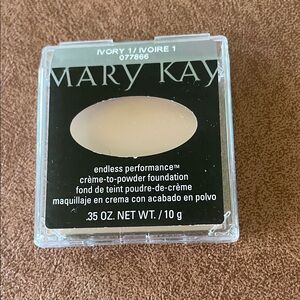 IVORY 1/ IVOIRE 1
077866
MARY KAY
endless performance™
crème-to-powder foundation
fond de teint poudre-de-crème
maquillaje en crema con acabado en polvo
.35 OZ. NET WT. / 10 g